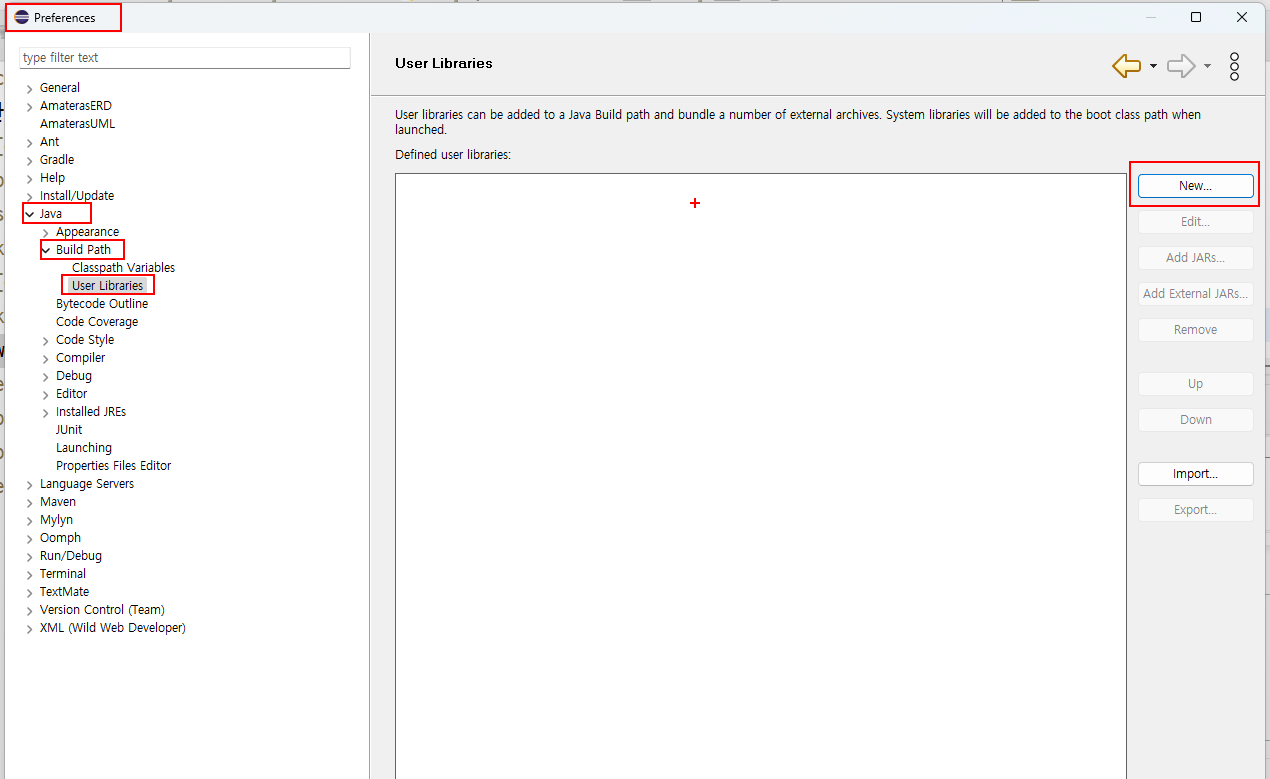 Preferences
type filter text
General
AmaterasERD
AmaterasUML
Ant
Gradle
Help
Install/Update
Java
Appearance
Build Path
Classpath Variables
User Libraries
Bytecode Outline
Code Coverage
Code Style
Compiler
Debug
Editor
Installed JREs
JUnit
Launching
Properties Files Editor
Language Servers
Maven
Mylyn
Oomph
Run/Debug
Terminal
TextMate
Version Control (Team)
XML (Wild Web Developer)
User Libraries
User libraries can be added to a Java Build path and bundle a number of external archives. System libraries will be added to the boot class path when
launched.
Defined user libraries:
New...
Edit...
Add JARs...
Add External JARs...
Remove
Up
Down
Import...
Export...